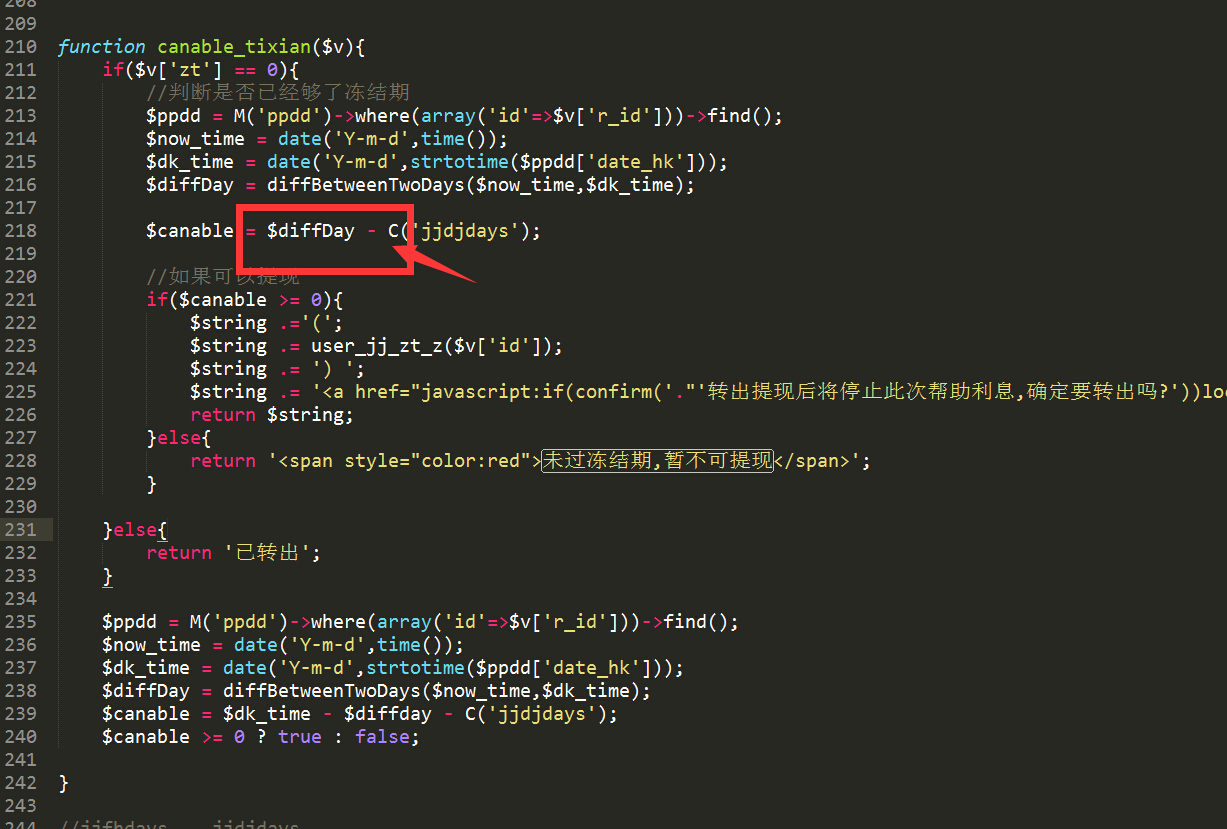 208
209
210 function canable_tixian($v){
211 if($v['zt'] == 0){
212 //判断是否已经够了冻结期
213 $ppdd = M('ppdd')->where(array('id'=>$v['r_id']))->find();
214 $now_time = date('Y-m-d',time());
215 $dk_time = date('Y-m-d',strtotime($ppdd['date_hk']));
216 $diffDay = diffBetweenTwoDays($now_time,$dk_time);
217
218 $canable = $diffDay - C('jjdjdays');
219
220 //如果可以提现
221 if($canable >= 0){
222 $string .='(';
223 $string .= user_jj_zt_z($v['id']);
224 $string .= ') ';
225 $string .= '<a href="javascript:if(confirm('."'转出提现后将停止此次帮助利息,确定要转出吗?'))lo
226 return $string;
227 }else{
228 return '<span style="color:red">未过冻结期,暂不可提现</span>';
229 }
230
231 }else{
232 return '已转出';
233 }
234
235 $ppdd = M('ppdd')->where(array('id'=>$v['r_id']))->find();
236 $now_time = date('Y-m-d',time());
237 $dk_time = date('Y-m-d',strtotime($ppdd['date_hk']));
238 $diffDay = diffBetweenTwoDays($now_time,$dk_time);
239 $canable = $dk_time - $diffday - C('jjdjdays');
240 $canable >= 0 ? true : false;
241
242 }
243
244 //jjfhdays jjdjdays